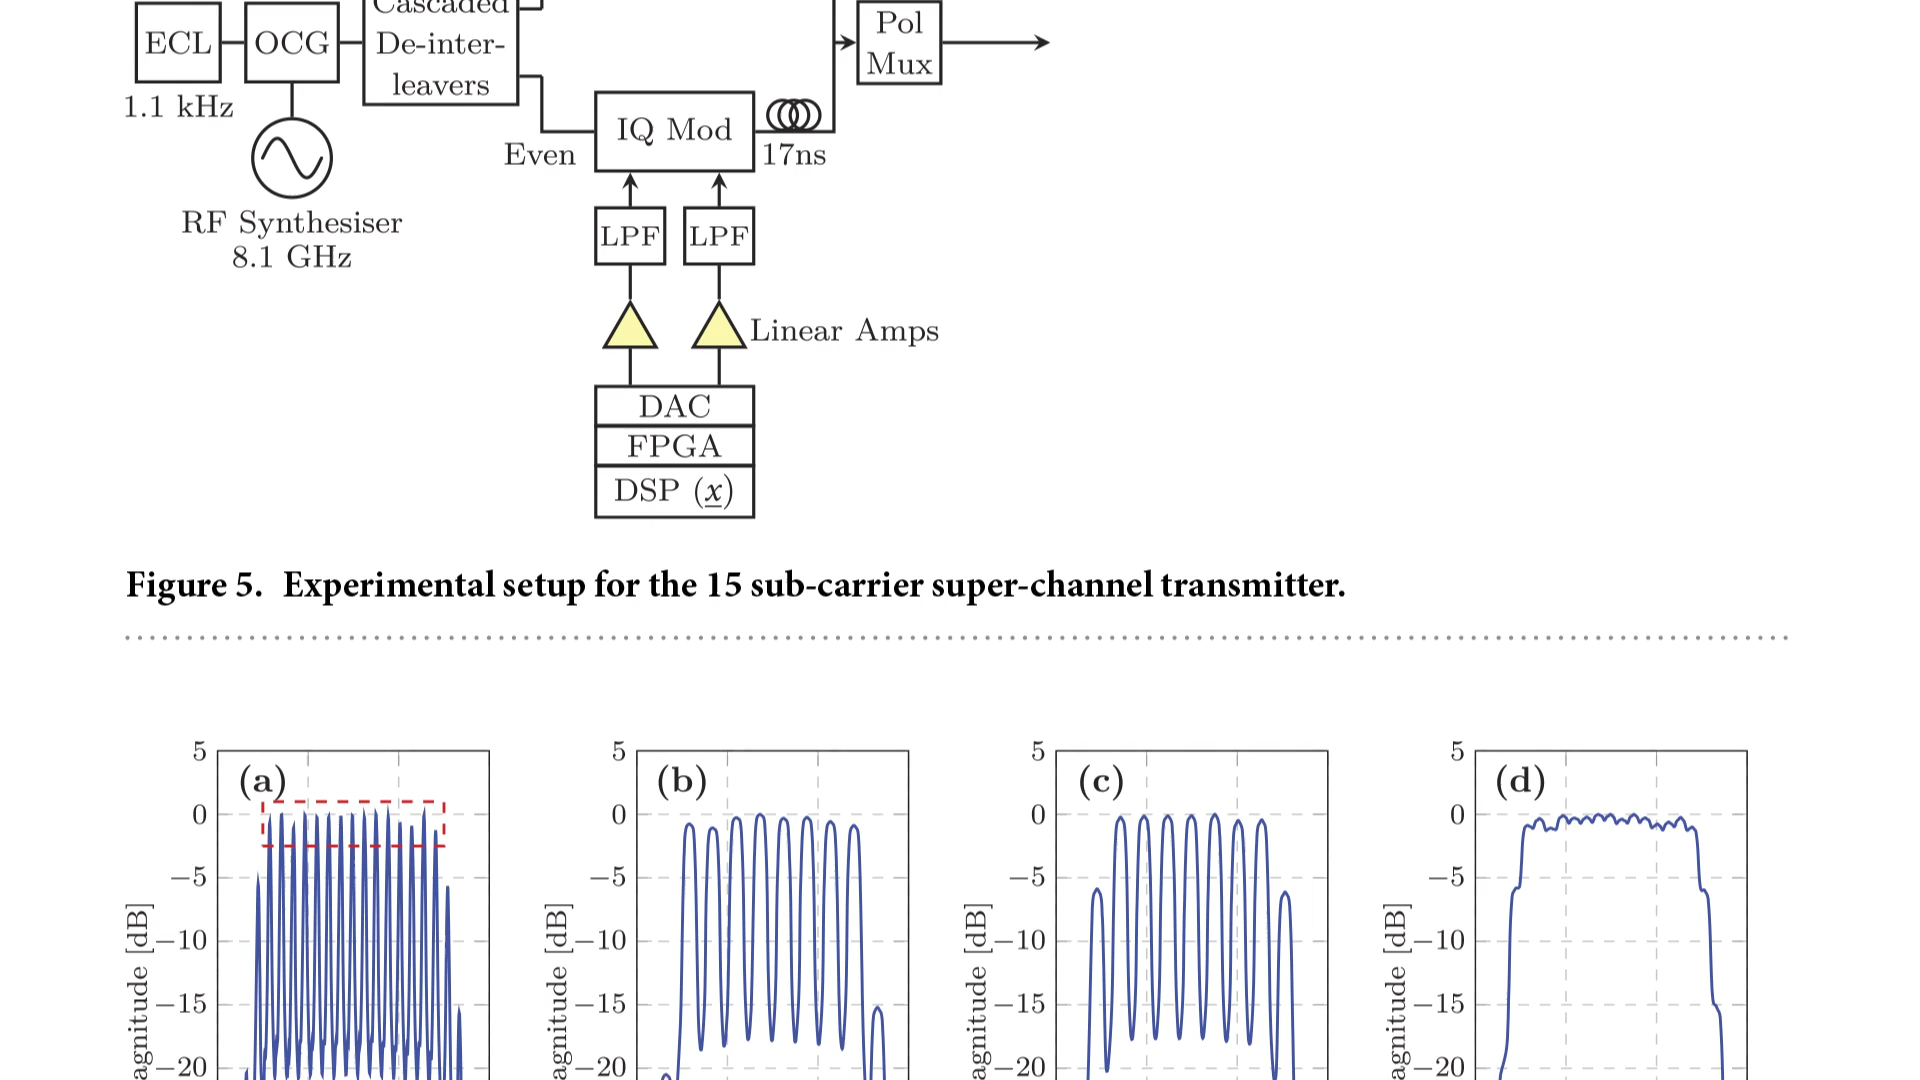 Cascaded
De-inter-
leavers
ECL
OCG
1.1 kHz
RF Synthesiser
8.1 GHz
Even
IQ Mod
17ns
Pol
Mux
LPF
LPF
Linear Amps
DAC
FPGA
DSP (x)
Figure 5. Experimental setup for the 15 sub-carrier super-channel transmitter.
(a)
5
0
−5
−10
−15
−20
agnitude [dB]
(b)
5
0
−5
−10
−15
−20
agnitude [dB]
(c)
5
0
−5
−10
−15
−20
agnitude [dB]
(d)
5
0
−5
−10
−15
−20
agnitude [dB]